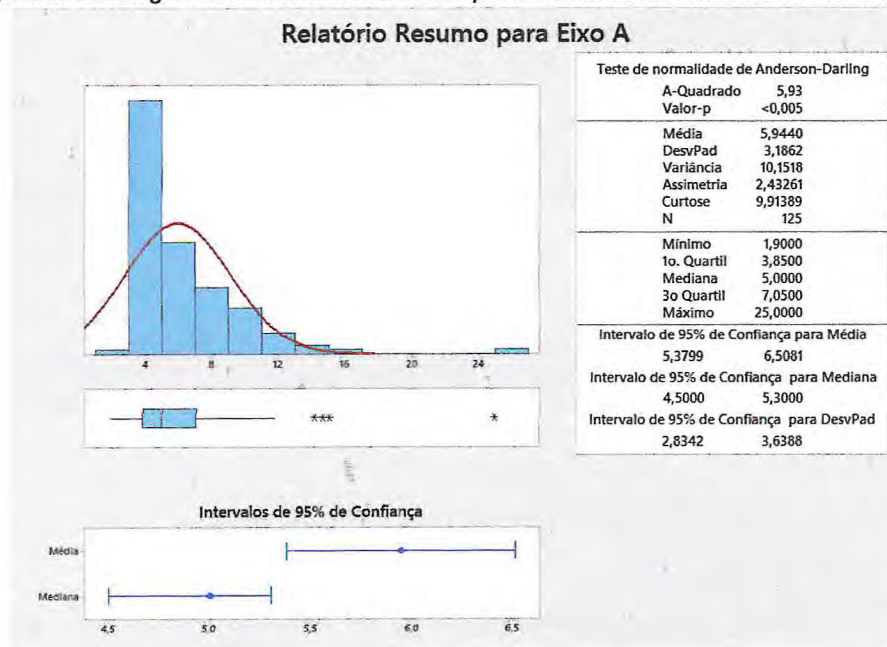 Relatório Resumo para Eixo A
Teste de normalidade de Anderson-Darling
A-Quadrado 5,93
Valor-p <0,005
Média 5,9440
DesvPad 3,1862
Variância 10,1518
Assimetria 2,43261
Curtose 9,91389
N 125
Mínimo 1,9000
1o. Quartil 3,8500
Mediana 5,0000
3o Quartil 7,0500
Máximo 25,0000
Intervalo de 95% de Confiança para Média
5,3799 6,5081
Intervalo de 95% de Confiança para Mediana
4,5000 5,3000
Intervalo de 95% de Confiança para DesvPad
2,8342 3,6388
4 8 12 16 20 24
*** *
Intervalos de 95% de Confiança
Média
Mediana
4,5 5,0 5,5 6,0 6,5